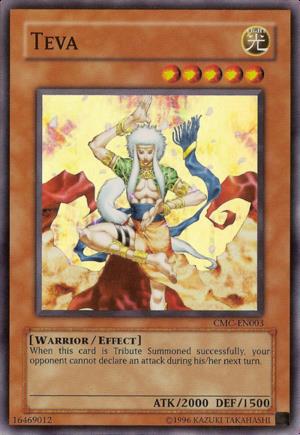 TEVA
LIGHT
光
CMC-EN003
[WARRIOR / EFFECT]
When this card is Tribute Summoned successfully, your
opponent cannot declare an attack during his/her next turn.
ATK/2000 DEF/1500
16469012
©1996 KAZUKI TAKAHASHI